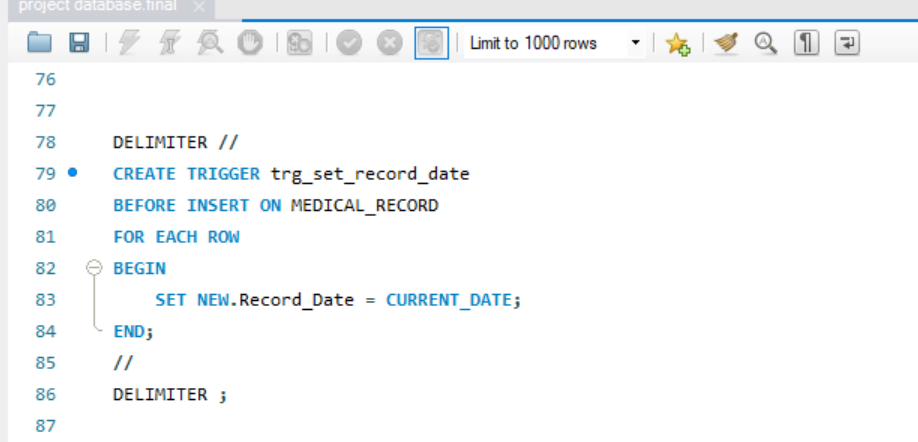 project database.final ×
Limit to 1000 rows
76
77
78 DELIMITER //
79 CREATE TRIGGER trg_set_record_date
80 BEFORE INSERT ON MEDICAL_RECORD
81 FOR EACH ROW
82 BEGIN
83 SET NEW.Record_Date = CURRENT_DATE;
84 END;
85 //
86 DELIMITER ;
87